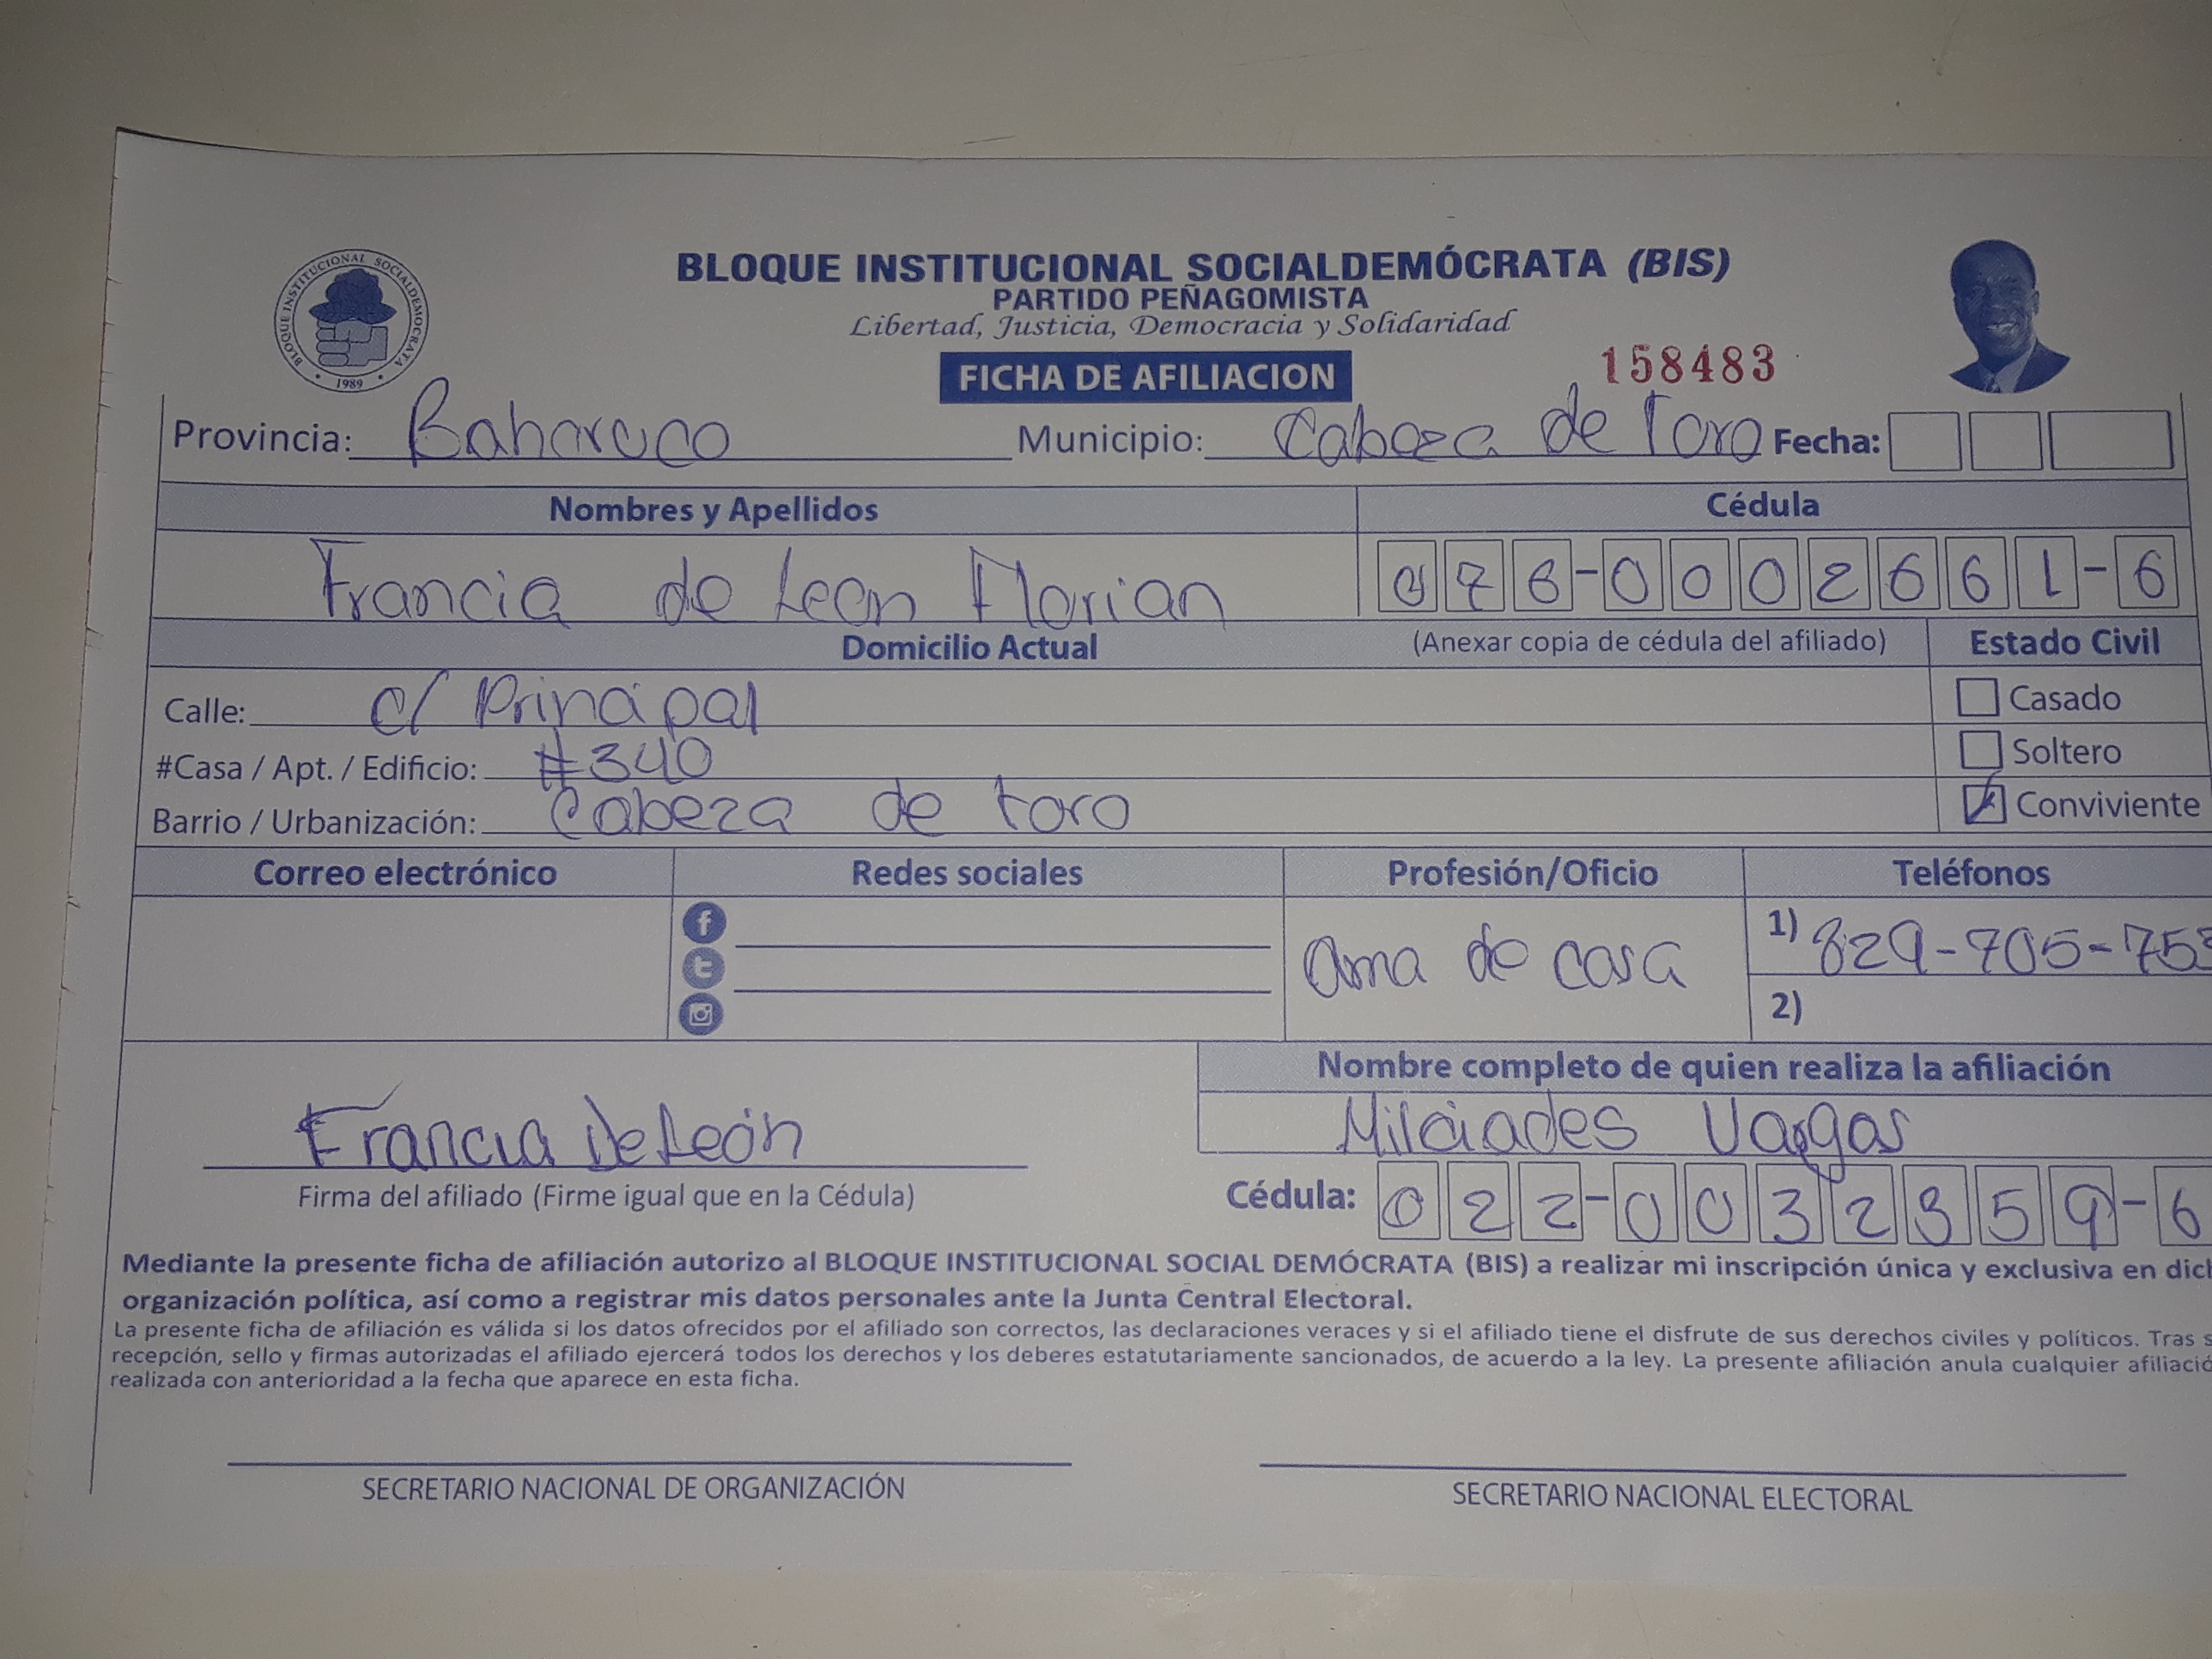 BLOQUE INSTITUCIONAL SOCIALDEMOCRATA
1989
BLOQUE INSTITUCIONAL SOCIALDEMÓCRATA (BIS)
PARTIDO PEÑAGOMISTA
Libertad, Justicia, Democracia y Solidaridad
FICHA DE AFILIACION
158483
Provincia: Bahoruco Municipio: Cabeza de Toro Fecha:
Nombres y Apellidos Cédula
Francia de Leon Florian 076-0002661-6
Domicilio Actual (Anexar copia de cédula del afiliado) Estado Civil
Calle: c/ Principal Casado
#Casa / Apt. / Edificio: #340 Soltero
Barrio / Urbanización: Cabeza de toro Conviviente
Correo electrónico Redes sociales Profesión/Oficio Teléfonos
ama de casa
1) 829-705-753
2)
Nombre completo de quien realiza la afiliación
Francia De León Milciades Vargas
Firma del afiliado (Firme igual que en la Cédula) Cédula: 022-0032359-6
Mediante la presente ficha de afiliación autorizo al BLOQUE INSTITUCIONAL SOCIAL DEMÓCRATA (BIS) a realizar mi inscripción única y exclusiva en dich
organización política, así como a registrar mis datos personales ante la Junta Central Electoral.
La presente ficha de afiliación es válida si los datos ofrecidos por el afiliado son correctos, las declaraciones veraces y si el afiliado tiene el disfrute de sus derechos civiles y políticos. Tras s
recepción, sello y firmas autorizadas el afiliado ejercerá todos los derechos y los deberes estatutariamente sancionados, de acuerdo a la ley. La presente afiliación anula cualquier afiliació
realizada con anterioridad a la fecha que aparece en esta ficha.
SECRETARIO NACIONAL DE ORGANIZACIÓN SECRETARIO NACIONAL ELECTORAL